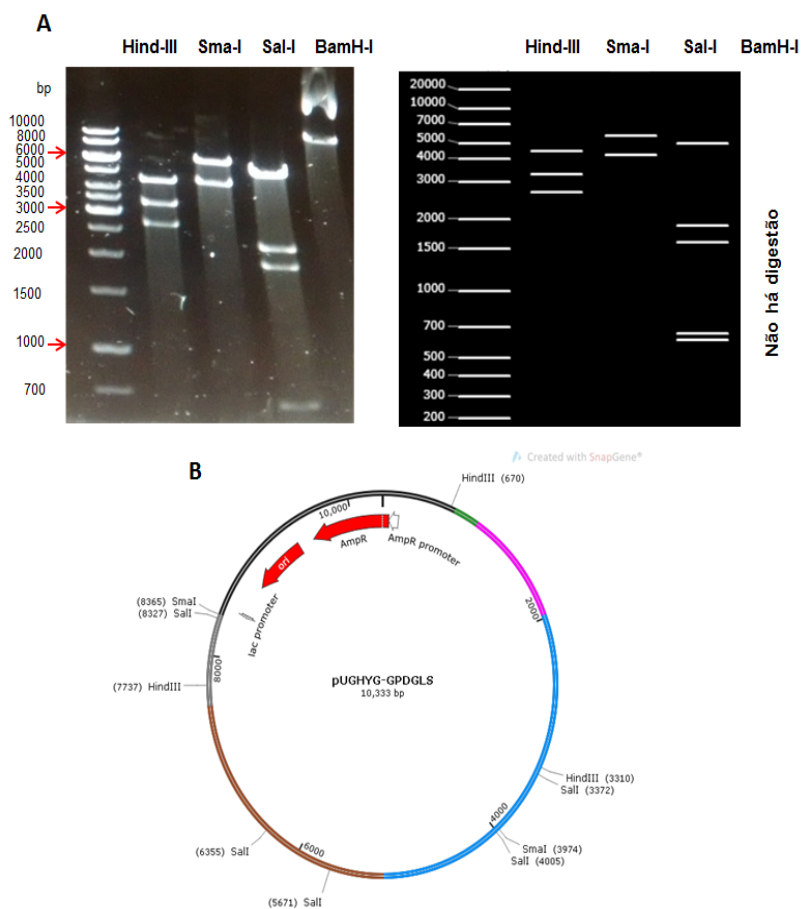 A
Hind-III Sma-I Sal-I BamH-I
bp
10000
8000
6000
5000
4000
3500
3000
2500
2000
1500
1000
700
Hind-III Sma-I Sal-I BamH-I
20000
10000
7000
5000
4000
3000
2000
1500
1000
700
500
400
300
200
Não há digestão
Created with SnapGene®
B
HindIII (670)
10,000
AmpR
AmpR promoter
ori
(8365) SmaI
(8327) SalI
lac promoter
2000
8000
(7737) HindIII
pUGHYG-GPDGLS
10,333 bp
HindIII (3310)
SalI (3372)
4000
SmaI (3974)
SalI (4005)
(6355) SalI
6000
(5671) SalI